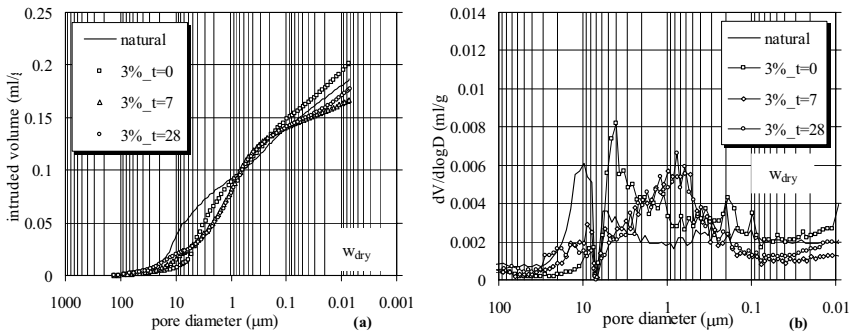 0.25
0.2
0.15
0.1
0.05
0
intruded volume (ml/g
natural
3%_t=0
3%_t=7
3%_t=28
w_dry
1000 100 10 1 0.1 0.01 0.001
pore diameter (μm)
(a)
0.014
0.012
0.01
0.008
0.006
0.004
0.002
0
dV/dlogD (ml/g
natural
3%_t=0
3%_t=7
3%_t=28
w_dry
100 10 1 0.1 0.01
pore diameter (μm)
(b)